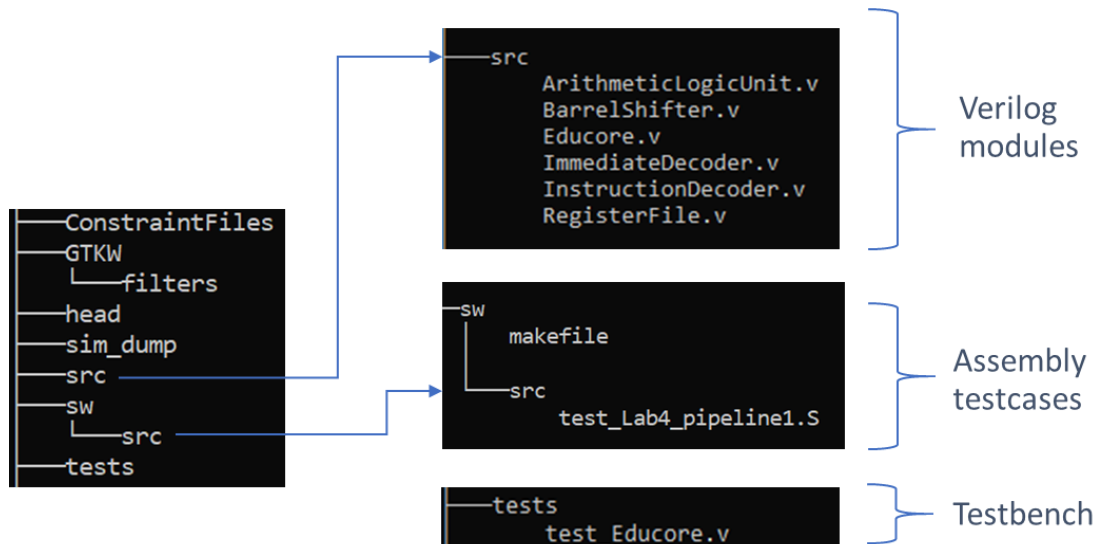 ConstraintFiles
GTKW
filters
head
sim_dump
src
sw
src
tests
src
ArithmeticLogicUnit.v
BarrelShifter.v
Educore.v
ImmediateDecoder.v
InstructionDecoder.v
RegisterFile.v
Verilog
modules
sw
makefile
src
test_Lab4_pipeline1.S
Assembly
testcases
tests
test_Educore.v
Testbench